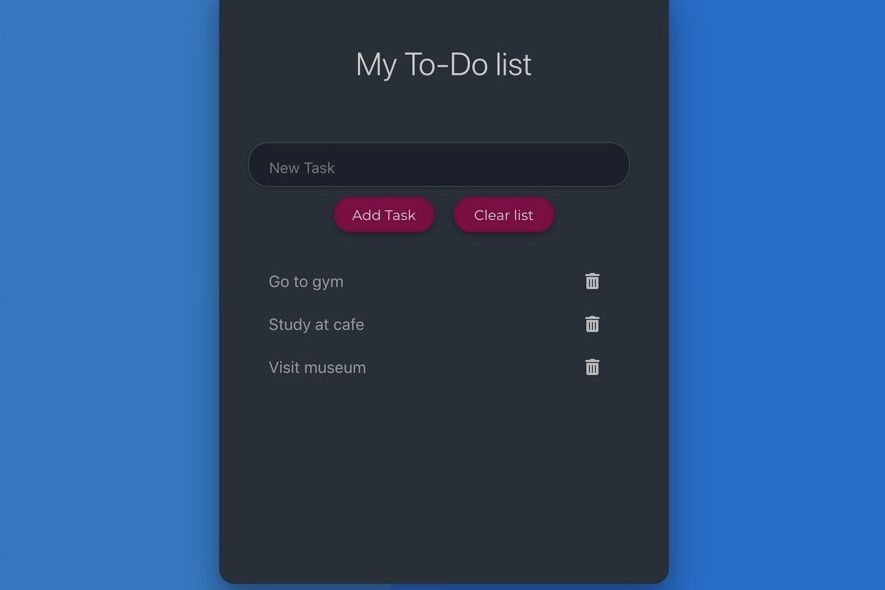 My To-Do list
New Task
Add Task Clear list
Go to gym
Study at cafe
Visit museum